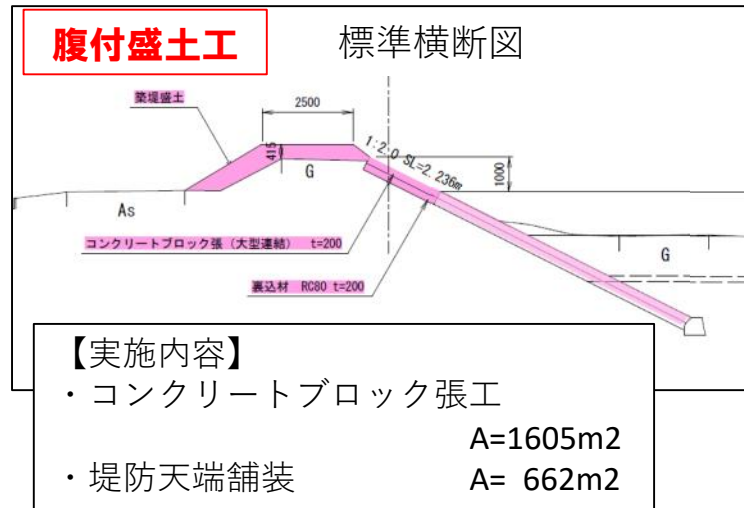 腹付盛土工
標準横断図
築堤盛土
2500
415
G
1:2.0 SL=2.236m
1000
As
コンクリートブロック張(大型連結) t=200
G
裏込材 RC80 t=200
【実施内容】
・コンクリートブロック張工
A=1605m2
・堤防天端舗装 A= 662m2